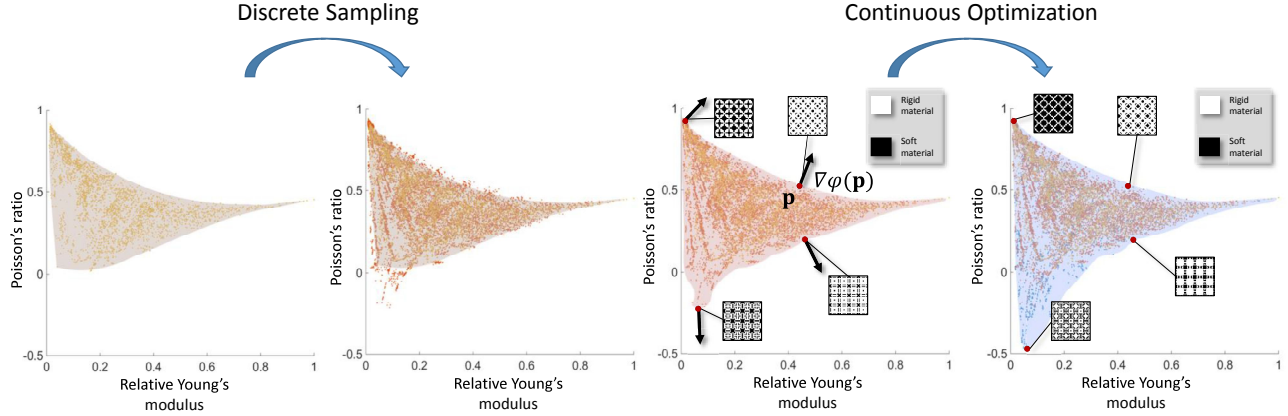 Discrete Sampling
Continuous Optimization
1
0.5
0
-0.5
Poisson's ratio
0
0.2
0.4
0.6
0.8
1
Relative Young's
modulus
1
0.5
0
-0.5
Poisson's ratio
0
0.2
0.4
0.6
0.8
1
Relative Young's
modulus
1
0.5
0
-0.5
Poisson's ratio
Rigid
material
Soft
material
∇φ(p)
p
0
0.2
0.4
0.6
0.8
1
Relative Young's
modulus
1
0.5
0
-0.5
Poisson's ratio
Rigid
material
Soft
material
0
0.2
0.4
0.6
0.8
1
Relative Young's
modulus